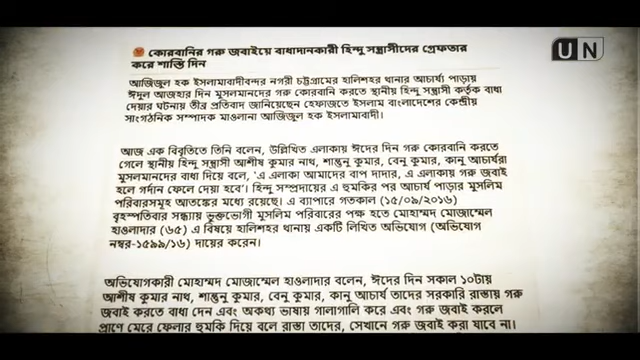 UN
কোরবানির গরু জবাইয়ে বাধাদানকারী হিন্দু সন্ত্রাসীদের গ্রেফতার
করে শাস্তি দিন
আজিজুল হক ইসলামাবাদীবন্দর নগরী চট্টগ্রামের হালিশহর থানার আচার্য্য পাড়ায়
ঈদুল আজহার দিন মুসলমানদের গরু কোরবানি করতে স্থানীয় হিন্দু সন্ত্রাসী কর্তৃক বাধা
দেয়ার ঘটনায় তীব্র প্রতিবাদ জানিয়েছেন হেফাজতে ইসলাম বাংলাদেশের কেন্দ্রীয়
সাংগঠনিক সম্পাদক মাওলানা আজিজুল হক ইসলামাবাদী।
আজ এক বিবৃতিতে তিনি বলেন, উল্লিখিত এলাকায় ঈদের দিন গরু কোরবানি করতে
গেলে স্থানীয় হিন্দু সন্ত্রাসী আশীষ কুমার নাথ, শান্তনু কুমার, বেনু কুমার, কানু আচার্যরা
মুসলমানদের বাধা দিয়ে বলে, 'এ এলাকা আমাদের বাপ দাদার, এ এলাকায় গরু জবাই
হলে গর্দান ফেলে দেয়া হবে'। হিন্দু সম্প্রদায়ের এ হুমকির পর আচার্য পাড়ার মুসলিম
পরিবারসমূহ আতঙ্কের মধ্যে রয়েছে। এ ব্যাপারে গতকাল (১৫/০৯/২০১৬)
বৃহস্পতিবার সন্ধ্যায় ভুক্তভোগী মুসলিম পরিবারের পক্ষ হতে মোহাম্মদ মোজাম্মেল
হাওলাদার (৬৫) এ বিষয়ে হালিশহর থানায় একটি লিখিত অভিযোগ (অভিযোগ
নম্বর-১৫৯৯/১৬) দায়ের করেন।
অভিযোগকারী মোহাম্মদ মোজাম্মেল হাওলাদার বলেন, ঈদের দিন সকাল ১০টায়
আশীষ কুমার নাথ, শান্তনু কুমার, বেনু কুমার, কানু আচার্য তাদের সরকারি রাস্তায় গরু
জবাই করতে বাধা দেন এবং অকথ্য ভাষায় গালাগালি করে এবং গরু জবাই করলে
প্রাণে মেরে ফেলার হুমকি দিয়ে বলে রাস্তা তাদের, সেখানে গরু জবাই করা যাবে না।